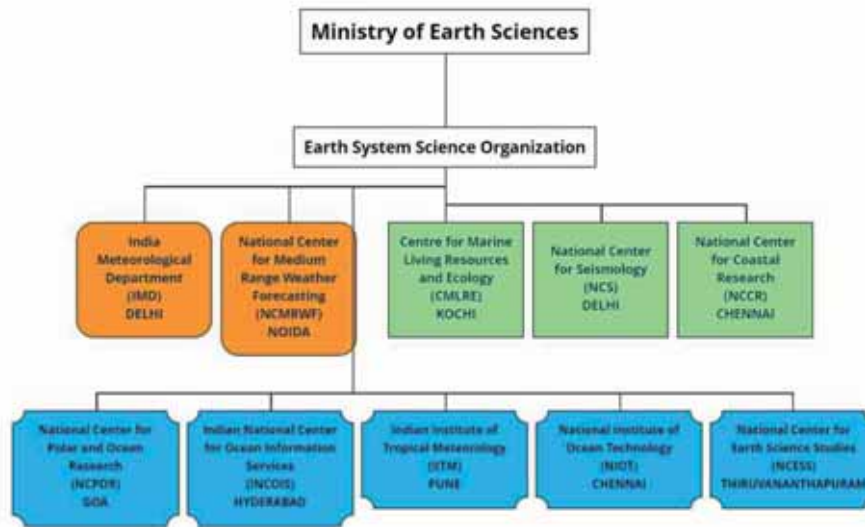 Ministry of Earth Sciences
Earth System Science Organization
India
Meteorological
Department
(IMD)
DELHI
National Center
for Medium
Range Weather
Forecasting
(NCMRWF)
NOIDA
Centre for Marine
Living Resources
and Ecology
(CMLRE)
KOCHI
National Center
for Seismology
(NCS)
DELHI
National Center
for Coastal
Research
(NCCR)
CHENNAI
National Center for
Polar and Ocean
Research
(NCPOR)
GOA
Indian National Center
for Ocean Information
Services
(INCOIS)
HYDERABAD
Indian Institute of
Tropical Meteorology
(IITM)
PUNE
National Institute of
Ocean Technology
(NIOT)
CHENNAI
National Center for
Earth Science Studies
(NCESS)
THIRUVANANTHAPURAM